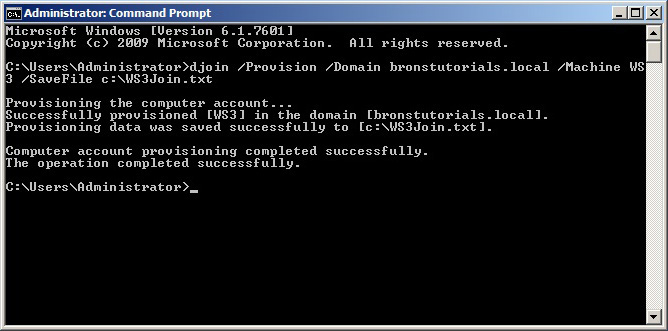 Administrator: Command Prompt
Microsoft Windows [Version 6.1.7601]
Copyright (c) 2009 Microsoft Corporation.  All rights reserved.
C:\Users\Administrator>djoin /Provision /Domain bronstutorials.local /Machine WS
3 /SaveFile c:\WS3Join.txt
Provisioning the computer account...
Successfully provisioned [WS3] in the domain [bronstutorials.local].
Provisioning data was saved successfully to [c:\WS3Join.txt].
Computer account provisioning completed successfully.
The operation completed successfully.
C:\Users\Administrator>_